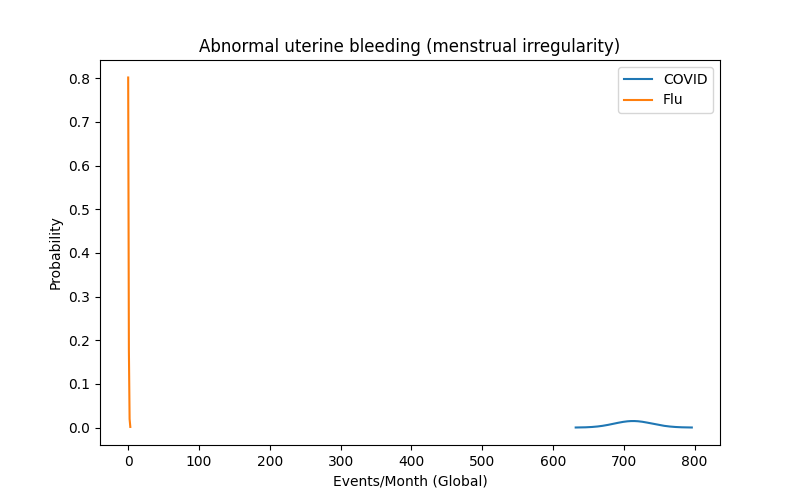 Abnormal uterine bleeding (menstrual irregularity)
COVID
Flu
Probability
0.8
0.7
0.6
0.5
0.4
0.3
0.2
0.1
0.0
0 100 200 300 400 500 600 700 800
Events/Month (Global)